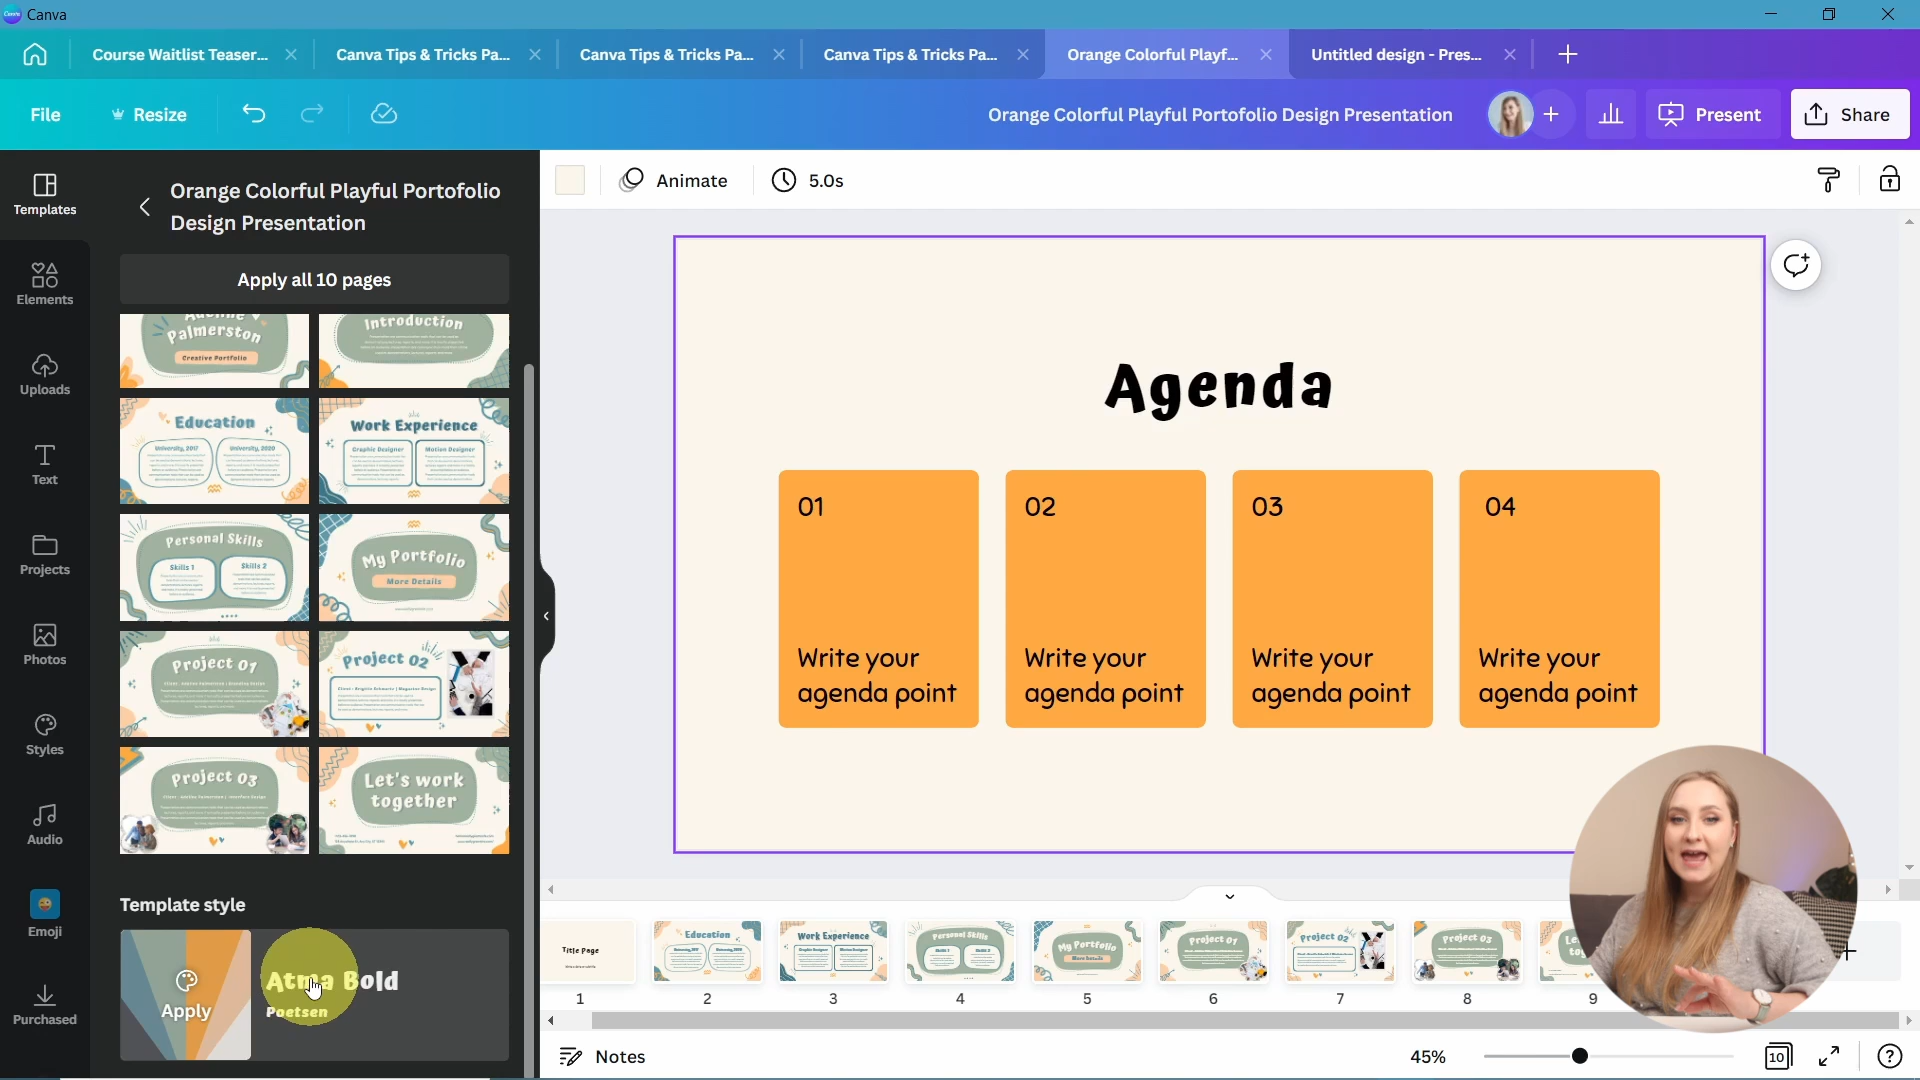 Canva
Course Waitlist Teaser...
Canva Tips & Tricks Pa...
Canva Tips & Tricks Pa...
Canva Tips & Tricks Pa...
Orange Colorful Playf...
Untitled design - Pres...
File
Resize
Orange Colorful Playful Portofolio Design Presentation
Present
Share
Templates
Elements
Uploads
Text
Projects
Photos
Styles
Audio
Emoji
Purchased
Orange Colorful Playful Portofolio
Design Presentation
Apply all 10 pages
Palmerston
Creative Portfolio
Introduction
Education
University, 2017
University, 2020
Work Experience
Graphic Designer
Motion Designer
Personal Skills
Skills 1
Skills 2
My Portfolio
More Details
Project 01
Project 02
Project 03
Let's work
together
Template style
Apply
Atma Bold
Poetsen
Animate
5.0s
Agenda
01
Write your
agenda point
02
Write your
agenda point
03
Write your
agenda point
04
Write your
agenda point
Title Page
Education
Work Experience
Personal Skills
My Portfolio
Project 01
Project 02
Project 03
1
2
3
4
5
6
7
8
9
Notes
45%
10